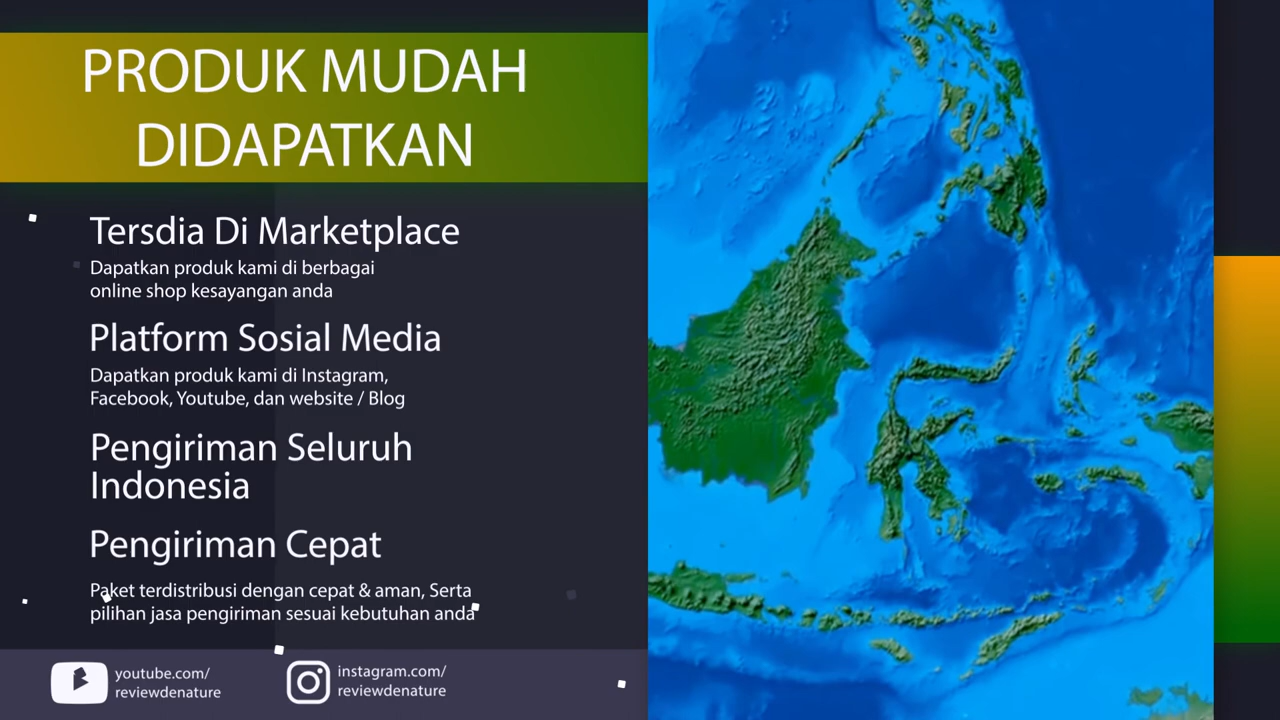 PRODUK MUDAH
DIDAPATKAN
Tersdia Di Marketplace
Dapatkan produk kami di berbagai
online shop kesayangan anda
Platform Sosial Media
Dapatkan produk kami di Instagram,
Facebook, Youtube, dan website / Blog
Pengiriman Seluruh
Indonesia
Pengiriman Cepat
Paket terdistribusi dengan cepat & aman, Serta
pilihan jasa pengiriman sesuai kebutuhan anda
youtube.com/
reviewdenature
instagram.com/
reviewdenature